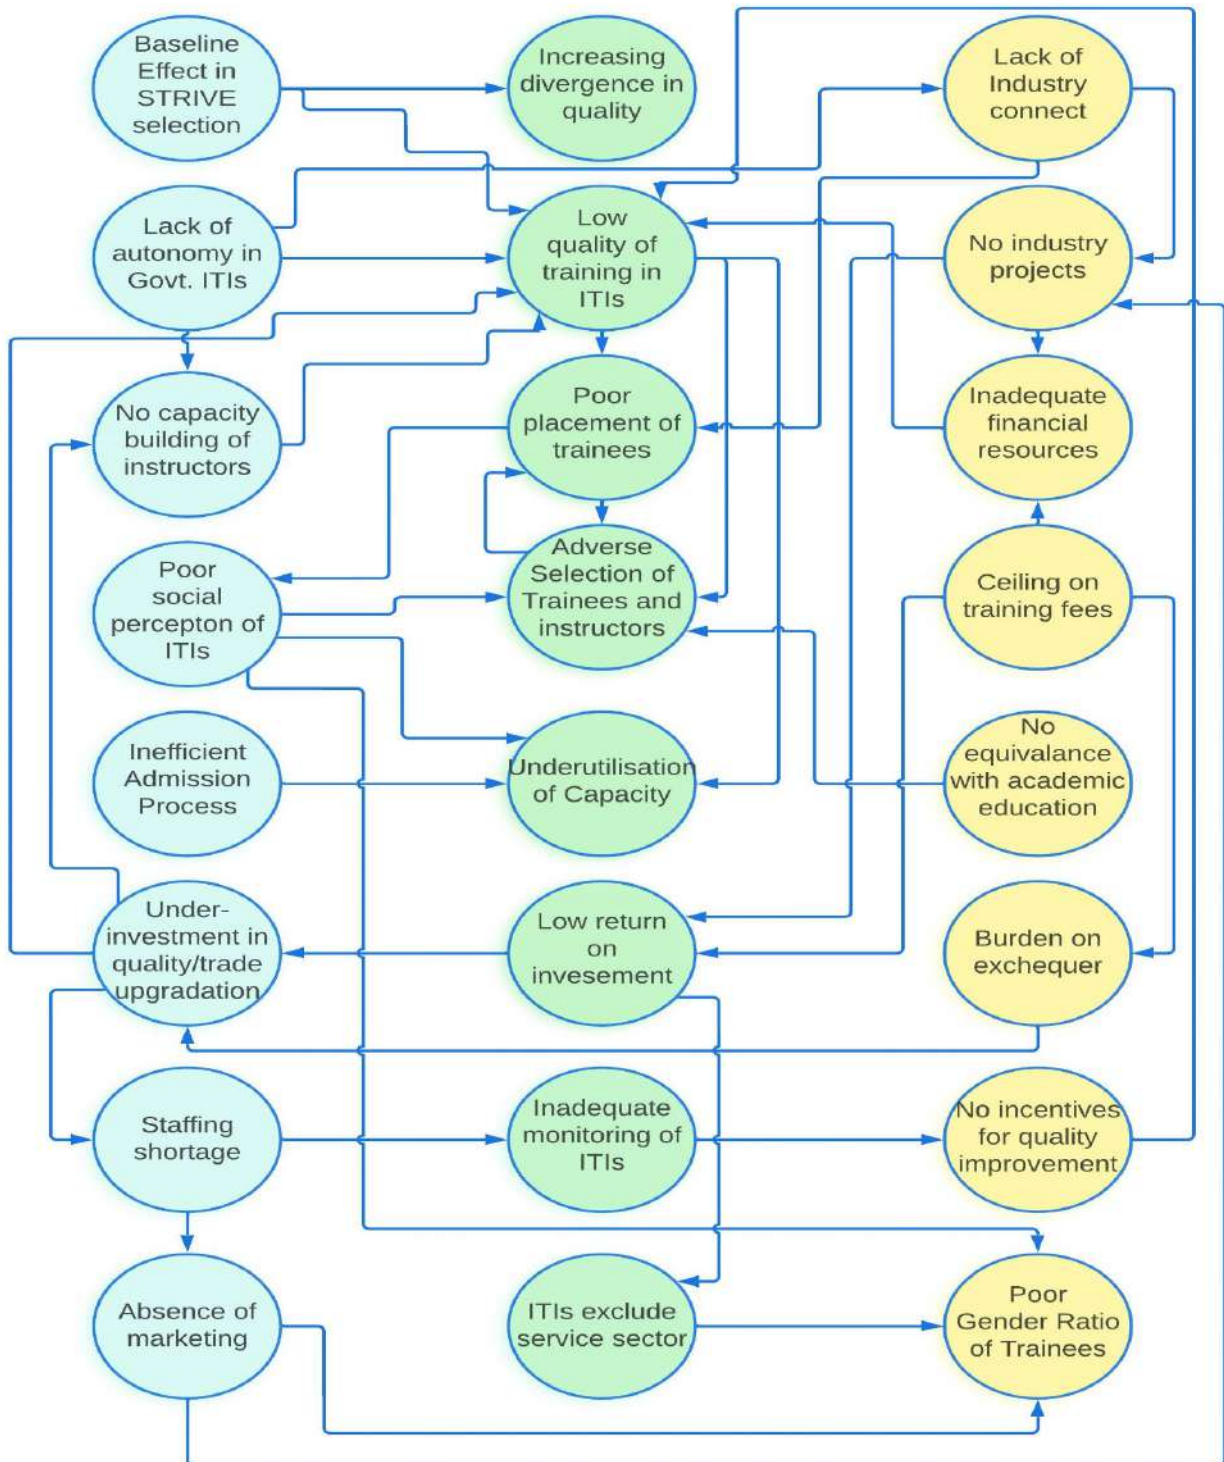 Baseline
Effect in
STRIVE
selection
Increasing
divergence in
quality
Lack of
Industry
connect
Lack of
autonomy in
Govt. ITIs
Low
quality of
training in
ITIs
No industry
projects
No capacity
building of
instructors
Poor
placement of
trainees
Inadequate
financial
resources
Poor
social
percepton of
ITIs
Adverse
Selection of
Trainees and
instructors
Ceiling on
training fees
Inefficient
Admission
Process
Underutilisation
of Capacity
No
equivalance
with academic
education
Under-
investment in
quality/trade
upgradation
Low return
on
invesement
Burden on
exchequer
Staffing
shortage
Inadequate
monitoring of
ITIs
No incentives
for quality
improvement
Absence of
marketing
ITIs exclude
service sector
Poor
Gender Ratio
of Trainees